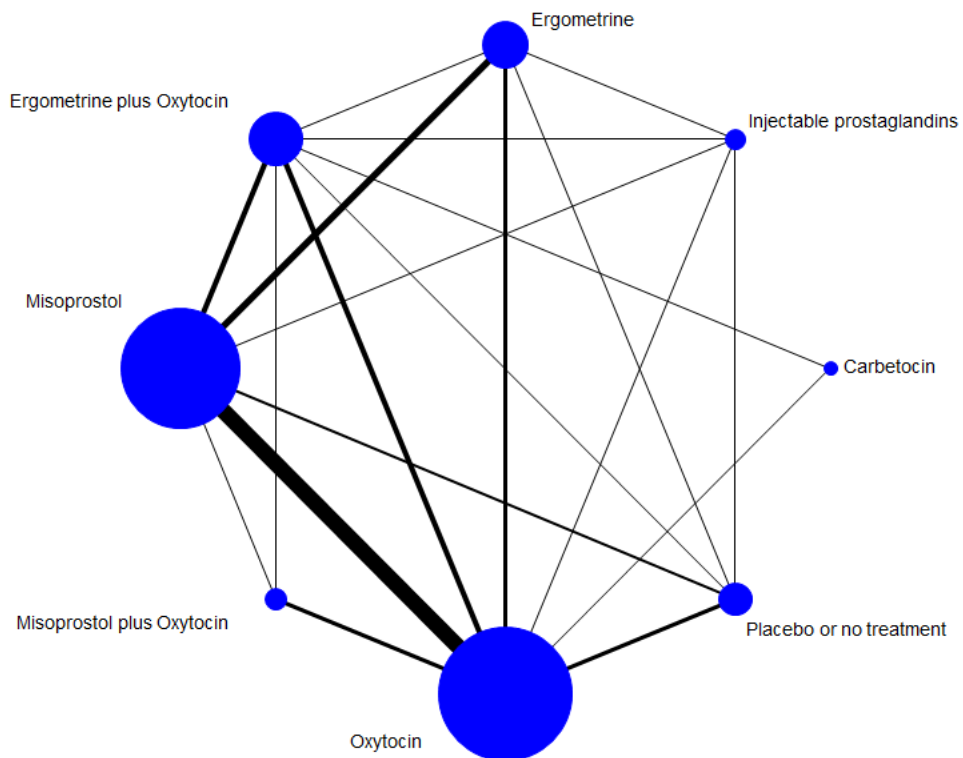 Ergometrine
Ergometrine plus Oxytocin
Injectable prostaglandins
Misoprostol
Carbetocin
Misoprostol plus Oxytocin
Placebo or no treatment
Oxytocin